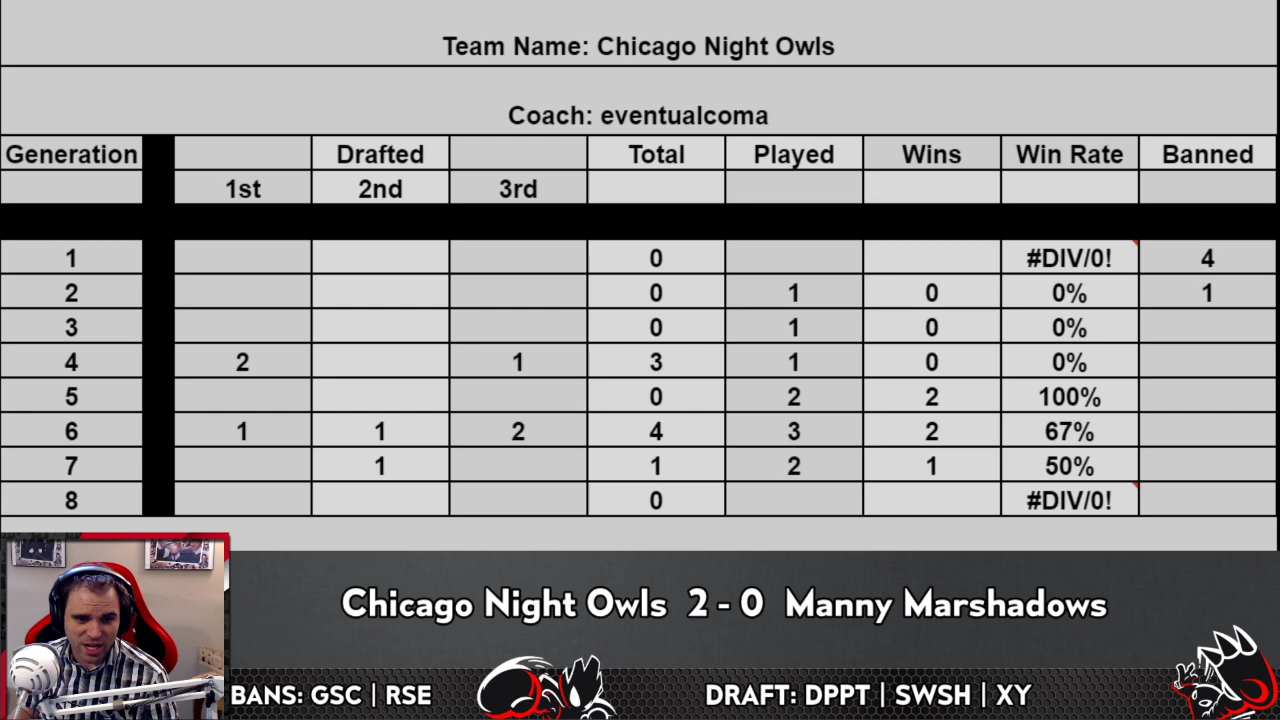 Team Name: Chicago Night Owls
Coach: eventualcoma
Generation Drafted Total Played Wins Win Rate Banned
1st 2nd 3rd
1 0 #DIV/0! 4
2 0 1 0 0% 1
3 0 1 0 0%
4 2 1 3 1 0 0%
5 0 2 2 100%
6 1 1 2 4 3 2 67%
7 1 1 2 1 50%
8 0 #DIV/0!
Chicago Night Owls 2 - 0 Manny Marshadows
BANS: GSC | RSE DRAFT: DPPT | SWSH | XY